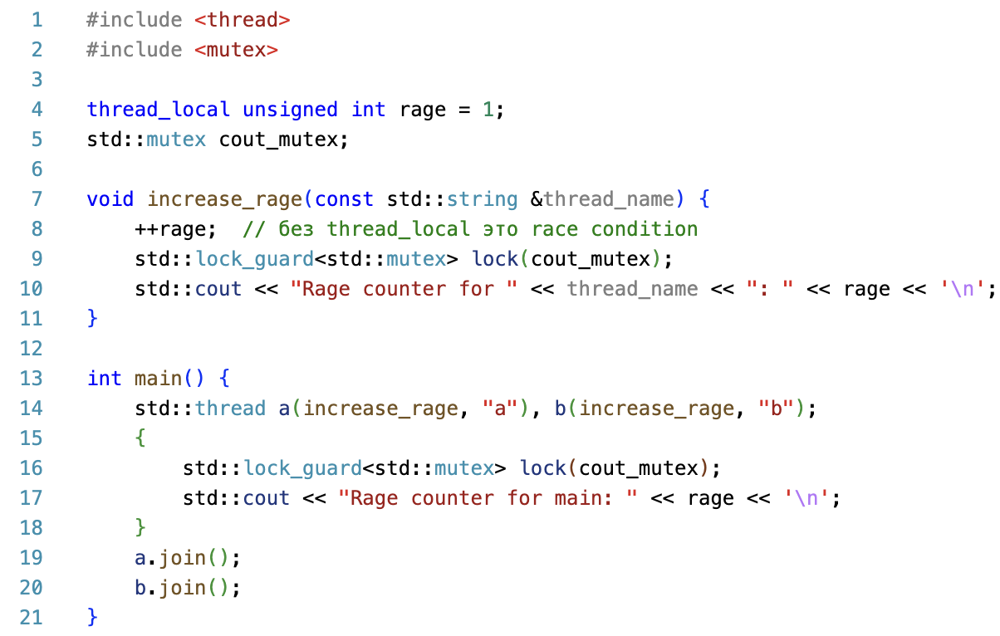 1 #include <thread>
2 #include <mutex>
3
4 thread_local unsigned int rage = 1;
5 std::mutex cout_mutex;
6
7 void increase_rage(const std::string &thread_name) {
8     ++rage;  // без thread_local это race condition
9     std::lock_guard<std::mutex> lock(cout_mutex);
10     std::cout << "Rage counter for " << thread_name << ": " << rage << '\n';
11 }
12
13 int main() {
14     std::thread a(increase_rage, "a"), b(increase_rage, "b");
15     {
16         std::lock_guard<std::mutex> lock(cout_mutex);
17         std::cout << "Rage counter for main: " << rage << '\n';
18     }
19     a.join();
20     b.join();
21 }